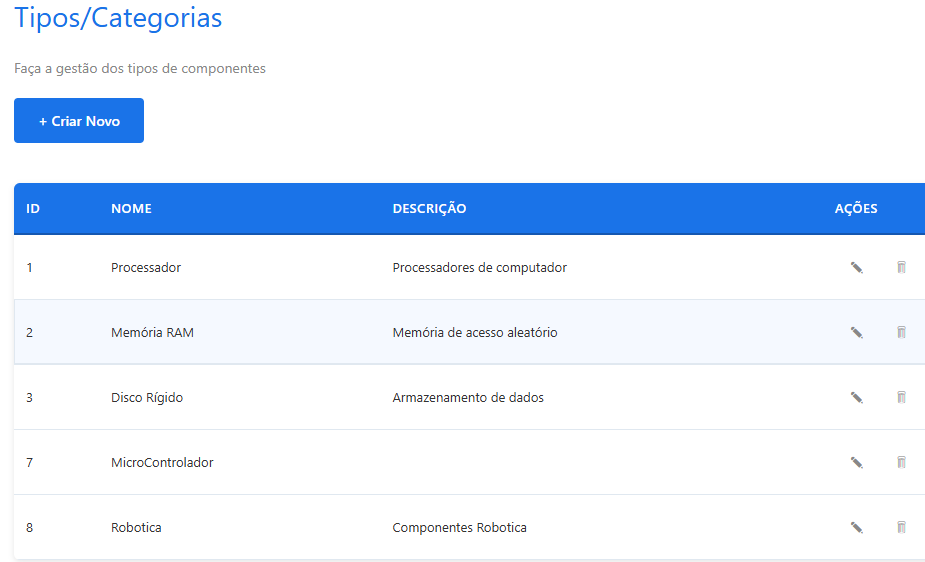 Tipos/Categorias
Faça a gestão dos tipos de componentes
+ Criar Novo
ID NOME DESCRIÇÃO AÇÕES
1 Processador Processadores de computador
2 Memória RAM Memória de acesso aleatório
3 Disco Rígido Armazenamento de dados
7 MicroControlador
8 Robotica Componentes Robotica